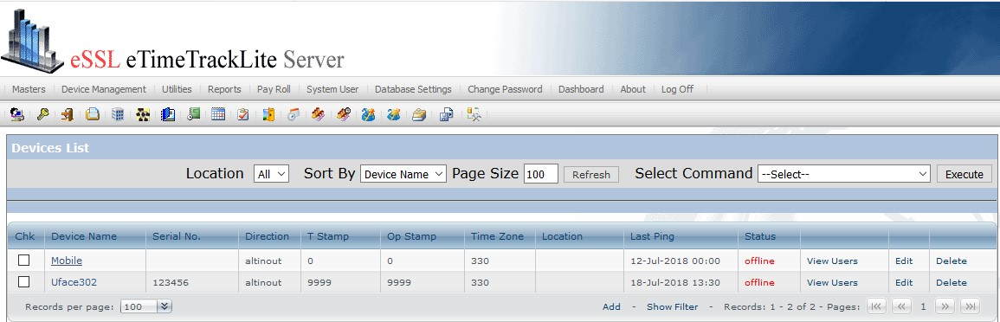 eSSL eTimeTrackLite Server
Masters Device Management Utilities Reports Pay Roll System User Database Settings Change Password Dashboard About Log Off
Devices List
Location All Sort By Device Name Page Size 100 Refresh Select Command --Select-- Execute
Chk Device Name Serial No. Direction T Stamp Op Stamp Time Zone Location Last Ping Status
Mobile altinout 0 0 330 12-Jul-2018 00:00 offline View Users Edit Delete
Uface302 123456 altinout 9999 9999 330 18-Jul-2018 13:30 offline View Users Edit Delete
Records per page: 100 Add - Show Filter - Records: 1 - 2 of 2 - Pages: 1